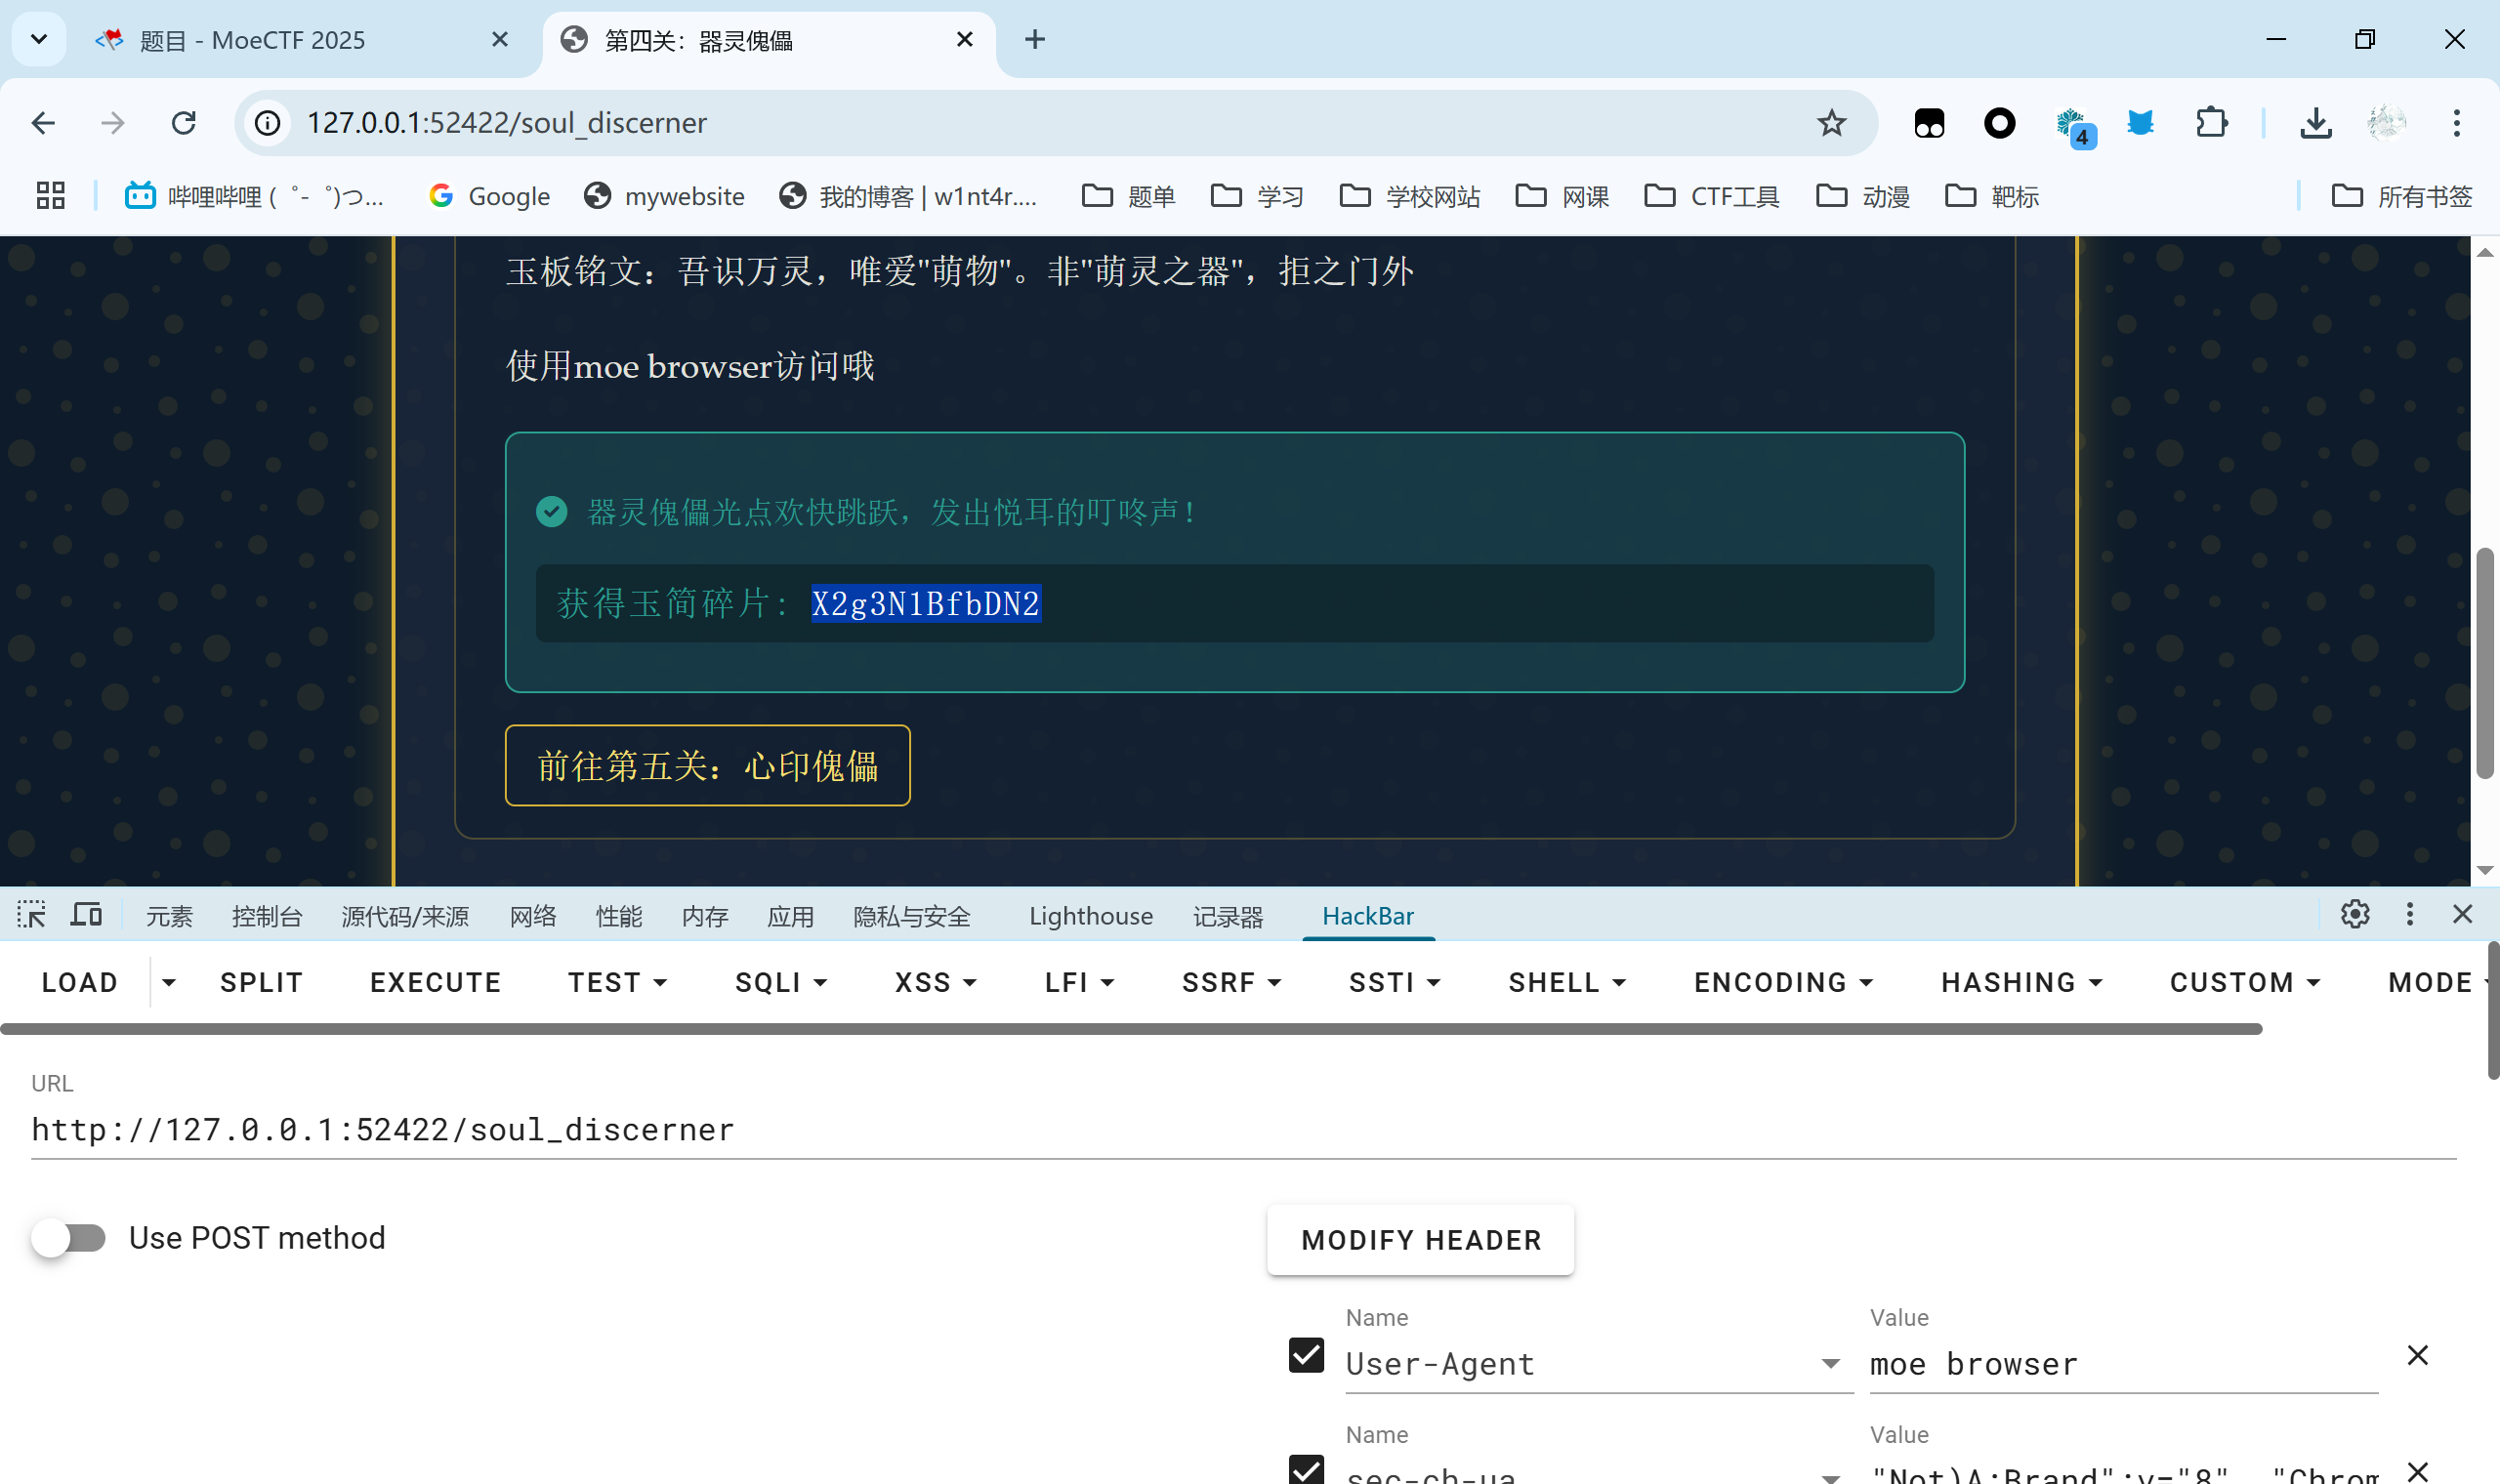 题目 - MoeCTF 2025
第四关：器灵傀儡
127.0.0.1:52422/soul_discerner
4
哔哩哔哩 (゜-゜)つ...
Google
mywebsite
我的博客 | w1nt4r....
题单
学习
学校网站
网课
CTF工具
动漫
靶标
所有书签
玉板铭文：吾识万灵，唯爱"萌物"。非"萌灵之器"，拒之门外
使用moe browser访问哦
器灵傀儡光点欢快跳跃，发出悦耳的叮咚声！
获得玉简碎片：X2g3N1BfbDN2
前往第五关：心印傀儡
元素 控制台 源代码/来源 网络 性能 内存 应用 隐私与安全 Lighthouse 记录器 HackBar
LOAD SPLIT EXECUTE TEST SQLI XSS LFI SSRF SSTI SHELL ENCODING HASHING CUSTOM MODE
URL
http://127.0.0.1:52422/soul_discerner
Use POST method
MODIFY HEADER
Name Value
User-Agent moe browser
Name Value
sec-ch-ua "Not)A;Brand";v="8", "Chrom